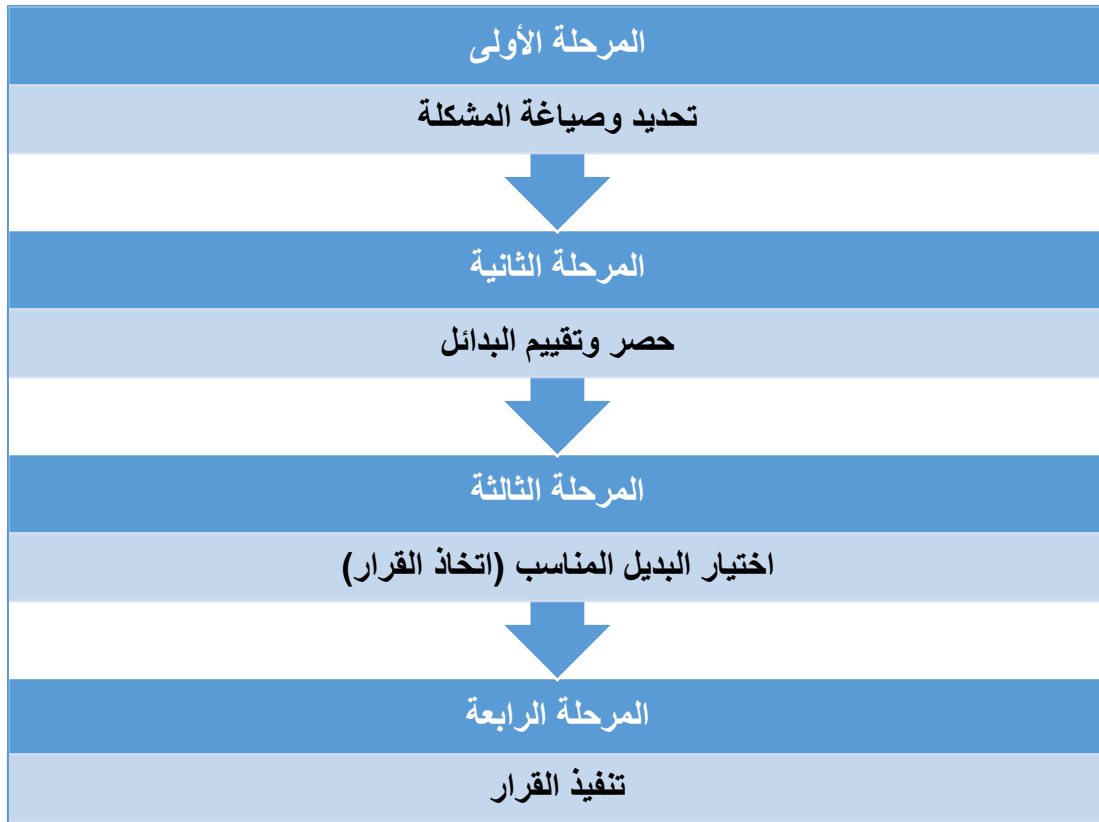 المرحلة الأولى
تحديد وصياغة المشكلة
المرحلة الثانية
حصر وتقييم البدائل
المرحلة الثالثة
اختيار البديل المناسب (اتخاذ القرار)
المرحلة الرابعة
تنفيذ القرار